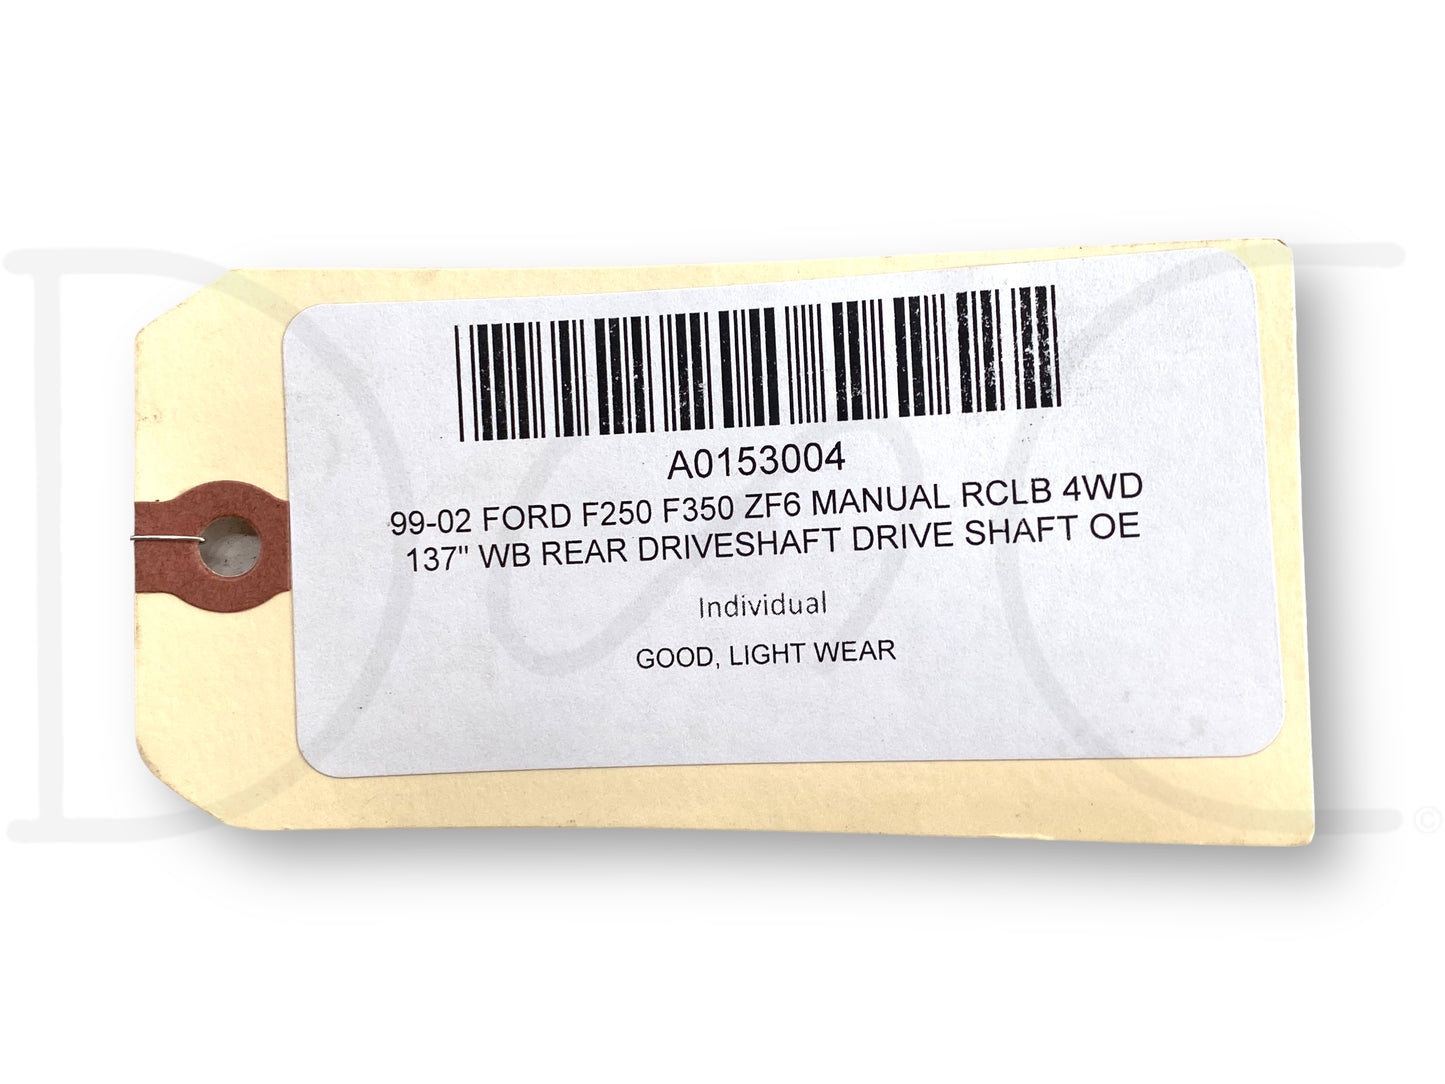 A0153004
99-02 FORD F250 F350 ZF6 MANUAL RCLB 4WD
137" WB REAR DRIVESHAFT DRIVE SHAFT OE
Individual
GOOD, LIGHT WEAR
©